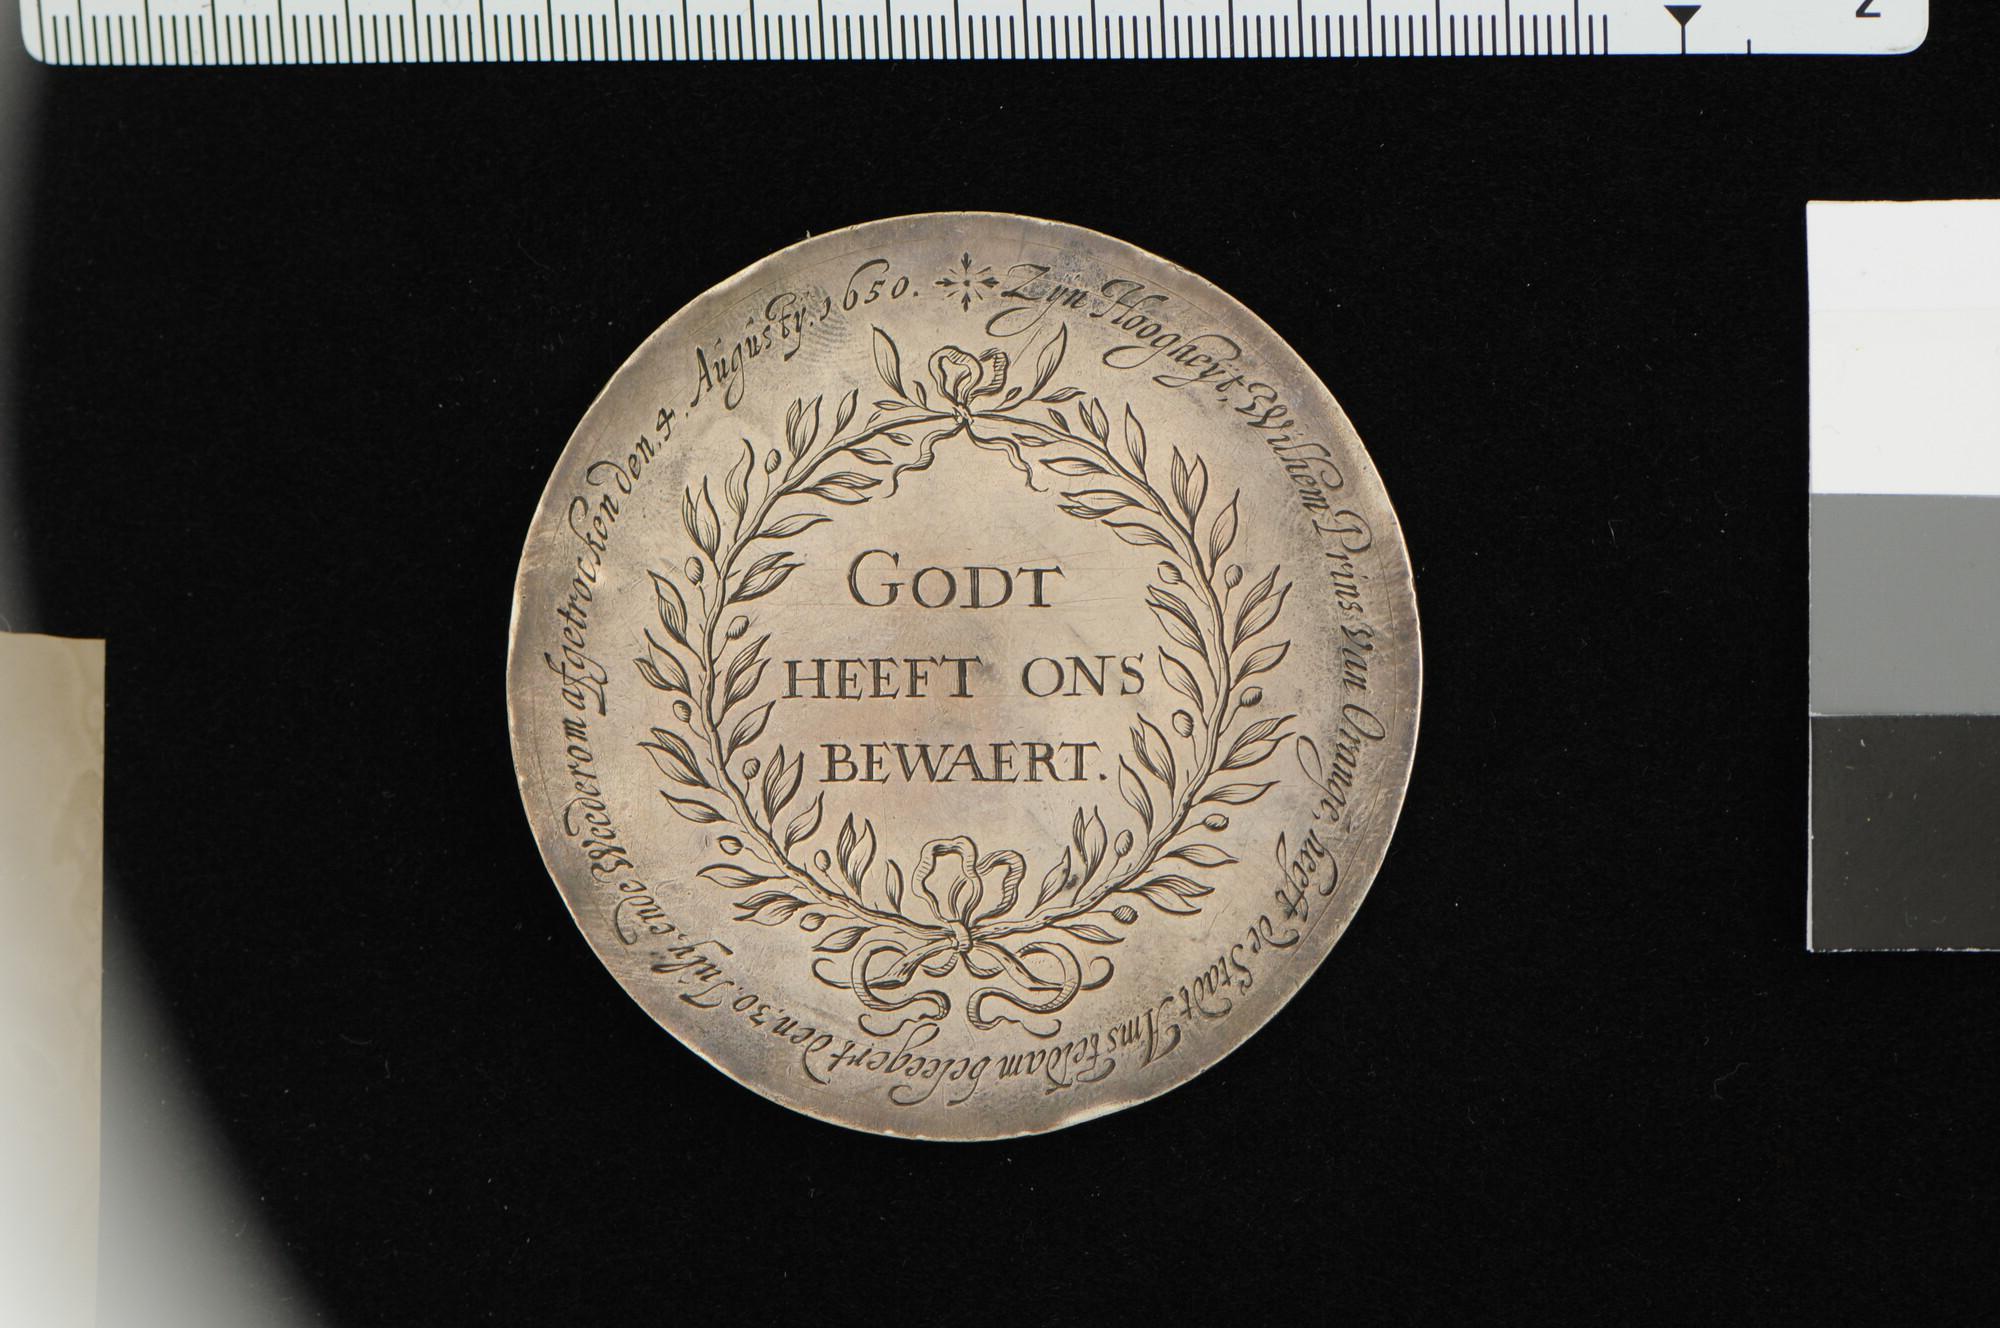 Zyn Hoogheyt, Wilhem Prins van Orange, heeft de Stadt Amsteldam beleegert den, 30. July, ende Wederom afgetrocken den, 4. Augusty. 1650.
GODT
HEEFT ONS
BEWAERT.
2